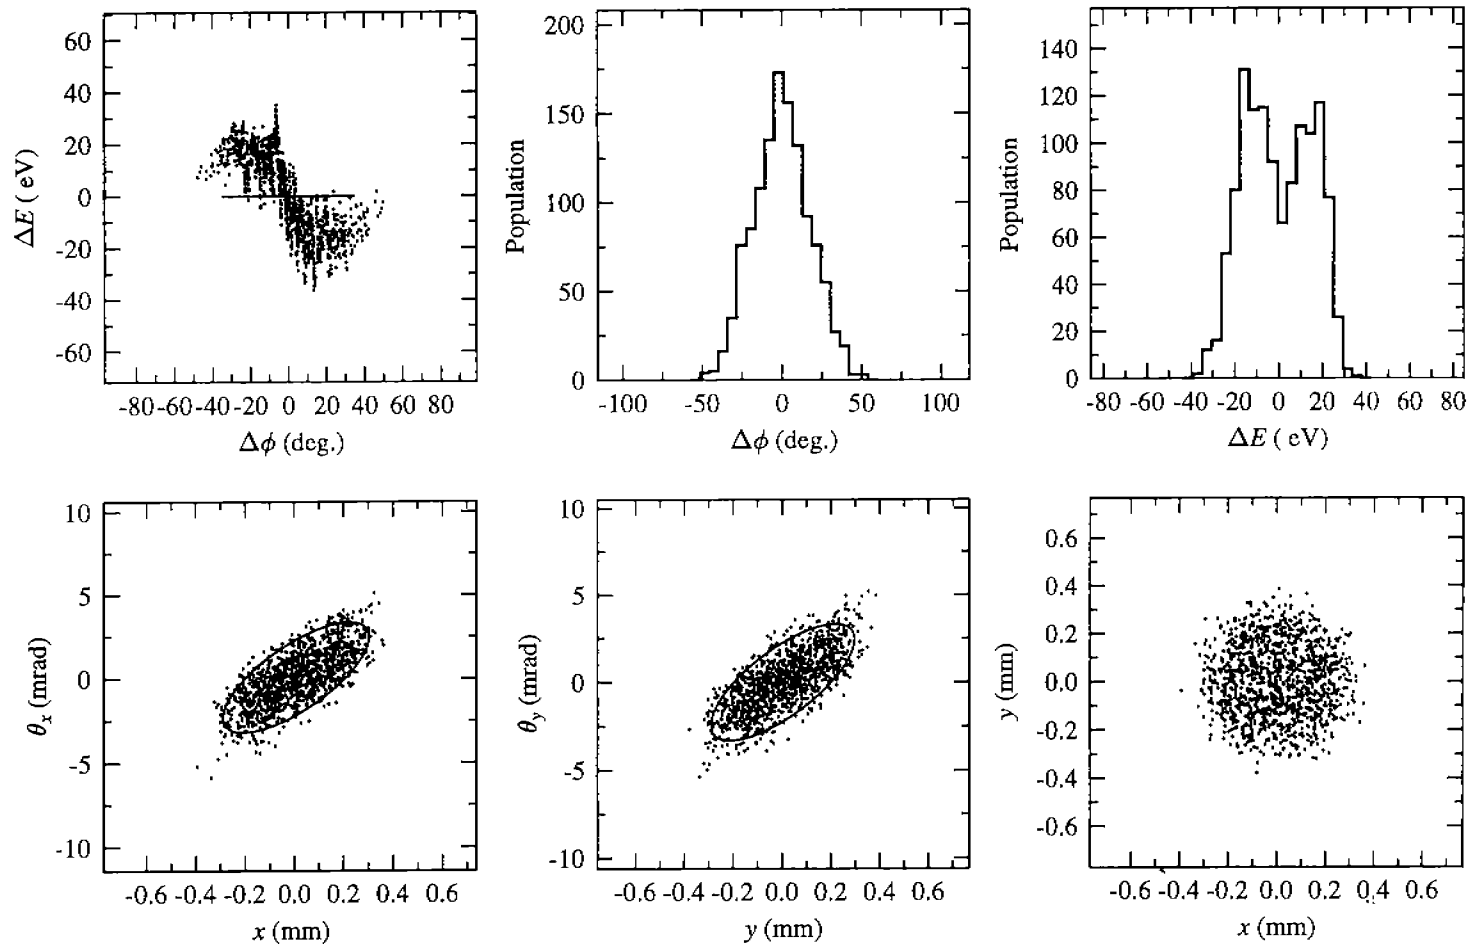 60
40
20
0
-20
-40
-60
ΔE ( eV)
-80 -60 -40 -20 0 20 40 60 80
Δϕ (deg.)
200
150
100
50
0
Population
-100 -50 0 50 100
Δϕ (deg.)
140
120
100
80
60
40
20
0
Population
-80 -60 -40 -20 0 20 40 60 80
ΔE ( eV)
10
5
0
-5
-10
θx (mrad)
-0.6 -0.4 -0.2 0.0 0.2 0.4 0.6
x (mm)
10
5
0
-5
-10
θy (mrad)
-0.6 -0.4 -0.2 0.0 0.2 0.4 0.6
y (mm)
0.6
0.4
0.2
0.0
-0.2
-0.4
-0.6
y (mm)
-0.6 -0.4 -0.2 0.0 0.2 0.4 0.6
x (mm)